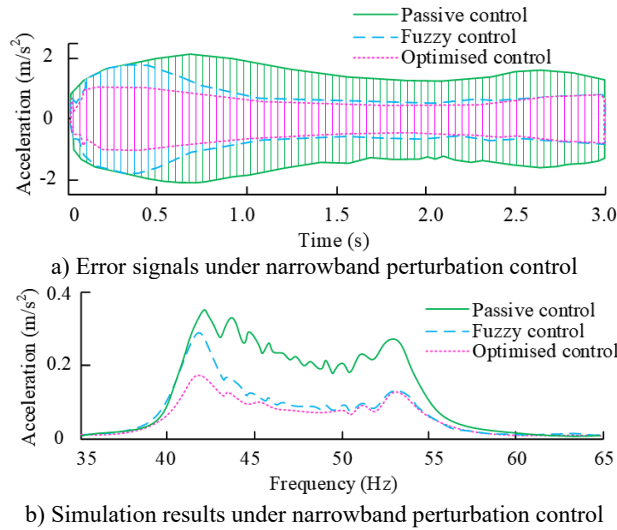 Passive control
Fuzzy control
Optimised control
Acceleration (m/s²)
2
0
-2
0 0.5 1.0 1.5 2.0 2.5 3.0
Time (s)
a) Error signals under narrowband perturbation control
0.4
Passive control
Fuzzy control
Optimised control
Acceleration (m/s²)
0.2
0
35 40 45 50 55 60 65
Frequency (Hz)
b) Simulation results under narrowband perturbation control